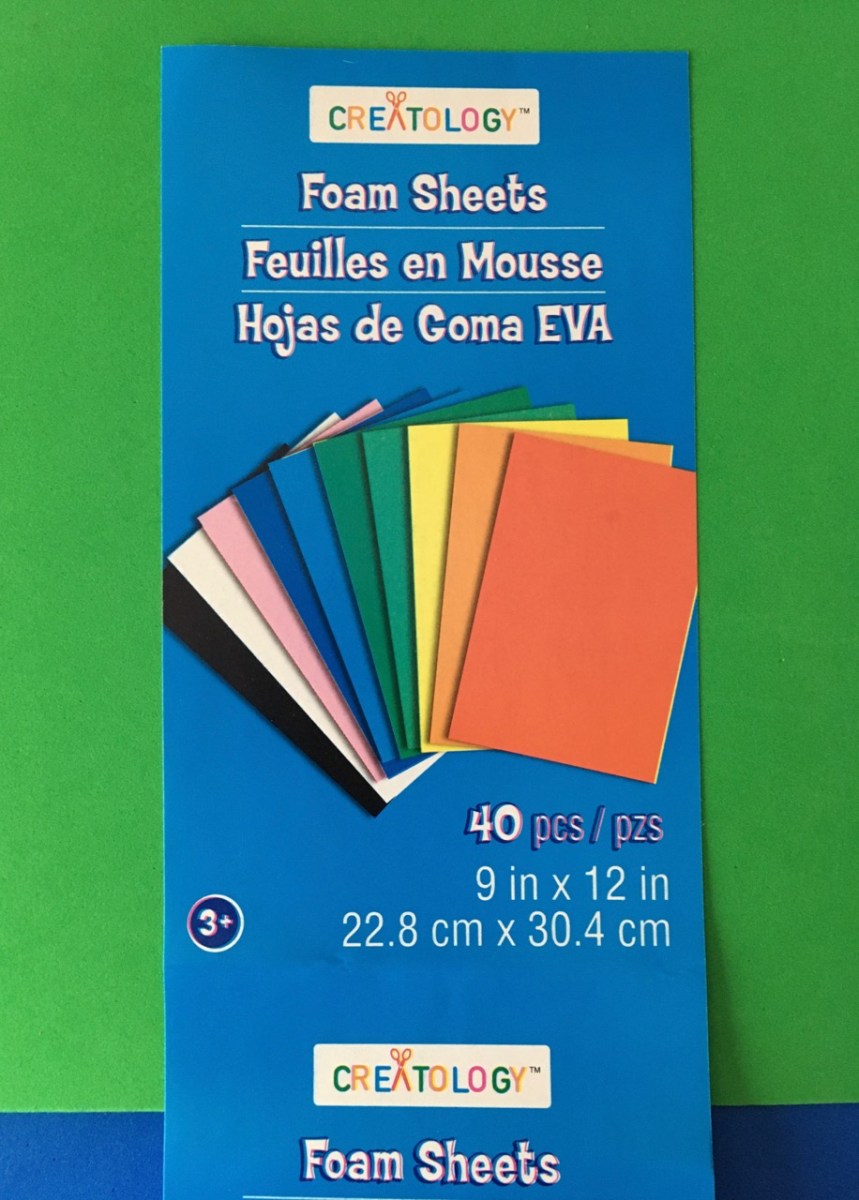 CREATOLOGY™
Foam Sheets
Feuilles en Mousse
Hojas de Goma EVA
40 pcs / pzs
9 in x 12 in
3+
22.8 cm x 30.4 cm
CREATOLOGY™
Foam Sheets